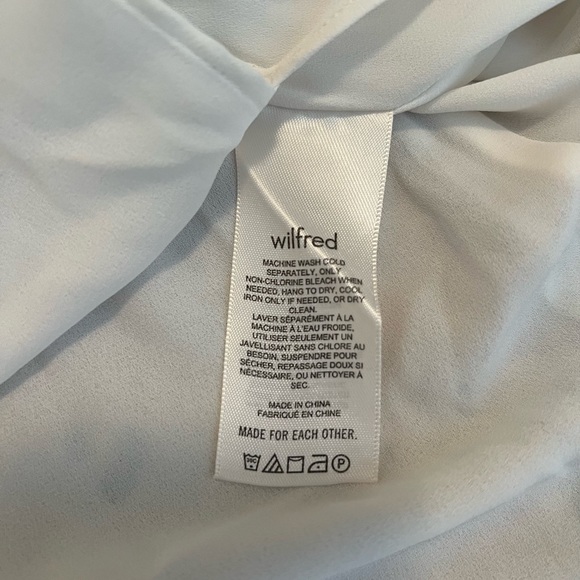 wilfred
MACHINE WASH COLD
SEPARATELY, ONLY
NON-CHLORINE BLEACH WHEN
NEEDED, HANG TO DRY, COOL
IRON ONLY IF NEEDED, OR DRY
CLEAN.
LAVER SÉPARÉMENT À LA
MACHINE À L'EAU FROIDE,
UTILISER SEULEMENT UN
JAVELLISANT SANS CHLORE AU
BESOIN, SUSPENDRE POUR
SÉCHER, REPASSAGE DOUX SI
NÉCESSAIRE, OU NETTOYER À
SEC.
MADE IN CHINA
FABRIQUÉ EN CHINE
MADE FOR EACH OTHER.
30C P